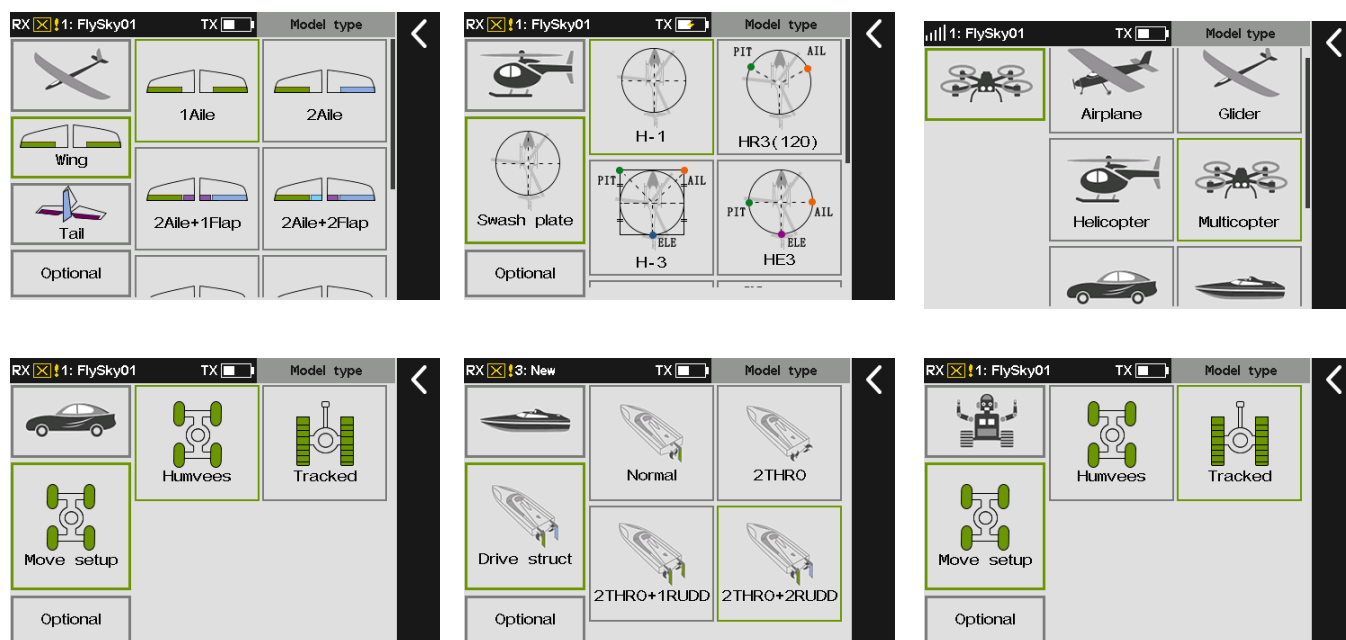 RX 1: FlySky01 TX Model type
1Aile 2Aile
Wing
2Aile+1Flap 2Aile+2Flap
Tail
Optional
RX 1: FlySky01 TX Model type
PIT AIL
H-1 HR3(120)
PIT AIL PIT AIL
Swash plate
ELE ELE
H-3 HE3
Optional
1: FlySky01 TX Model type
Airplane Glider
Helicopter Multicopter
RX 1: FlySky01 TX Model type
Humvees Tracked
Move setup
Optional
RX 3: New TX Model type
Normal 2THRO
Drive struct
2THRO+1RUDD 2THRO+2RUDD
Optional
RX 1: FlySky01 TX Model type
Humvees Tracked
Move setup
Optional